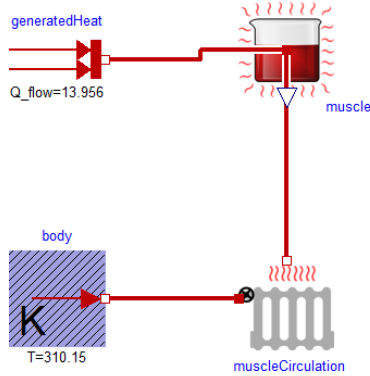 generatedHeat
Q_flow=13.956
muscle
body
K
T=310.15
muscleCirculation